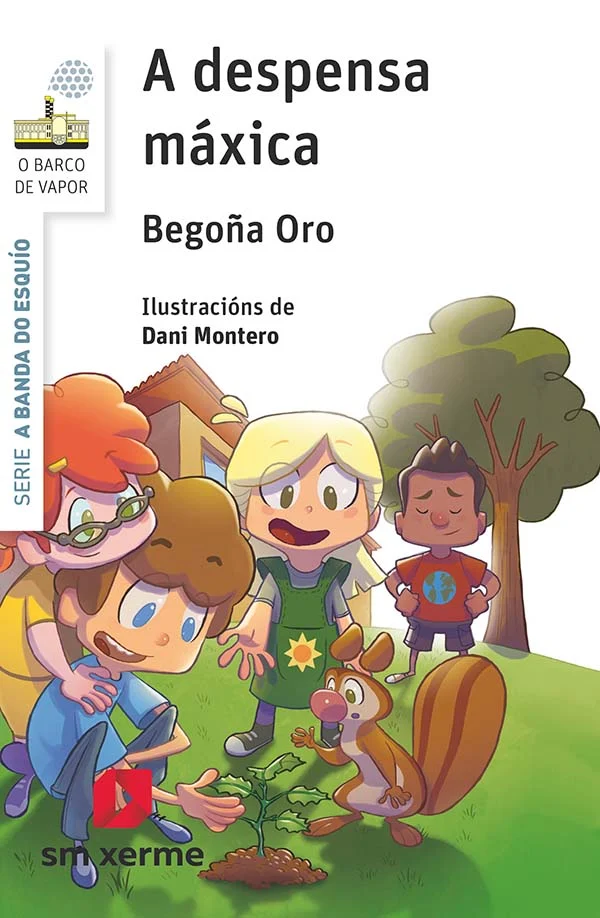 A despensa
máxica
Begoña Oro
Ilustracións de
Dani Montero
O BARCO
DE VAPOR
SERIE A BANDA DO ESQUÍO
sm xerme